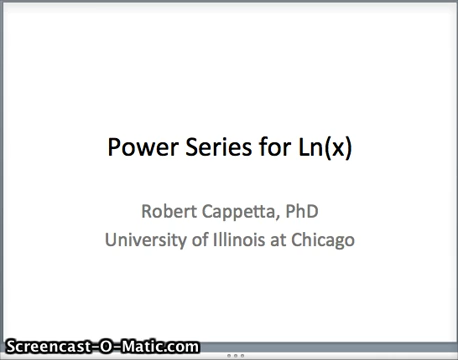 Power Series for Ln(x)
Robert Cappetta, PhD
University of Illinois at Chicago
Screencast-O-Matic.com